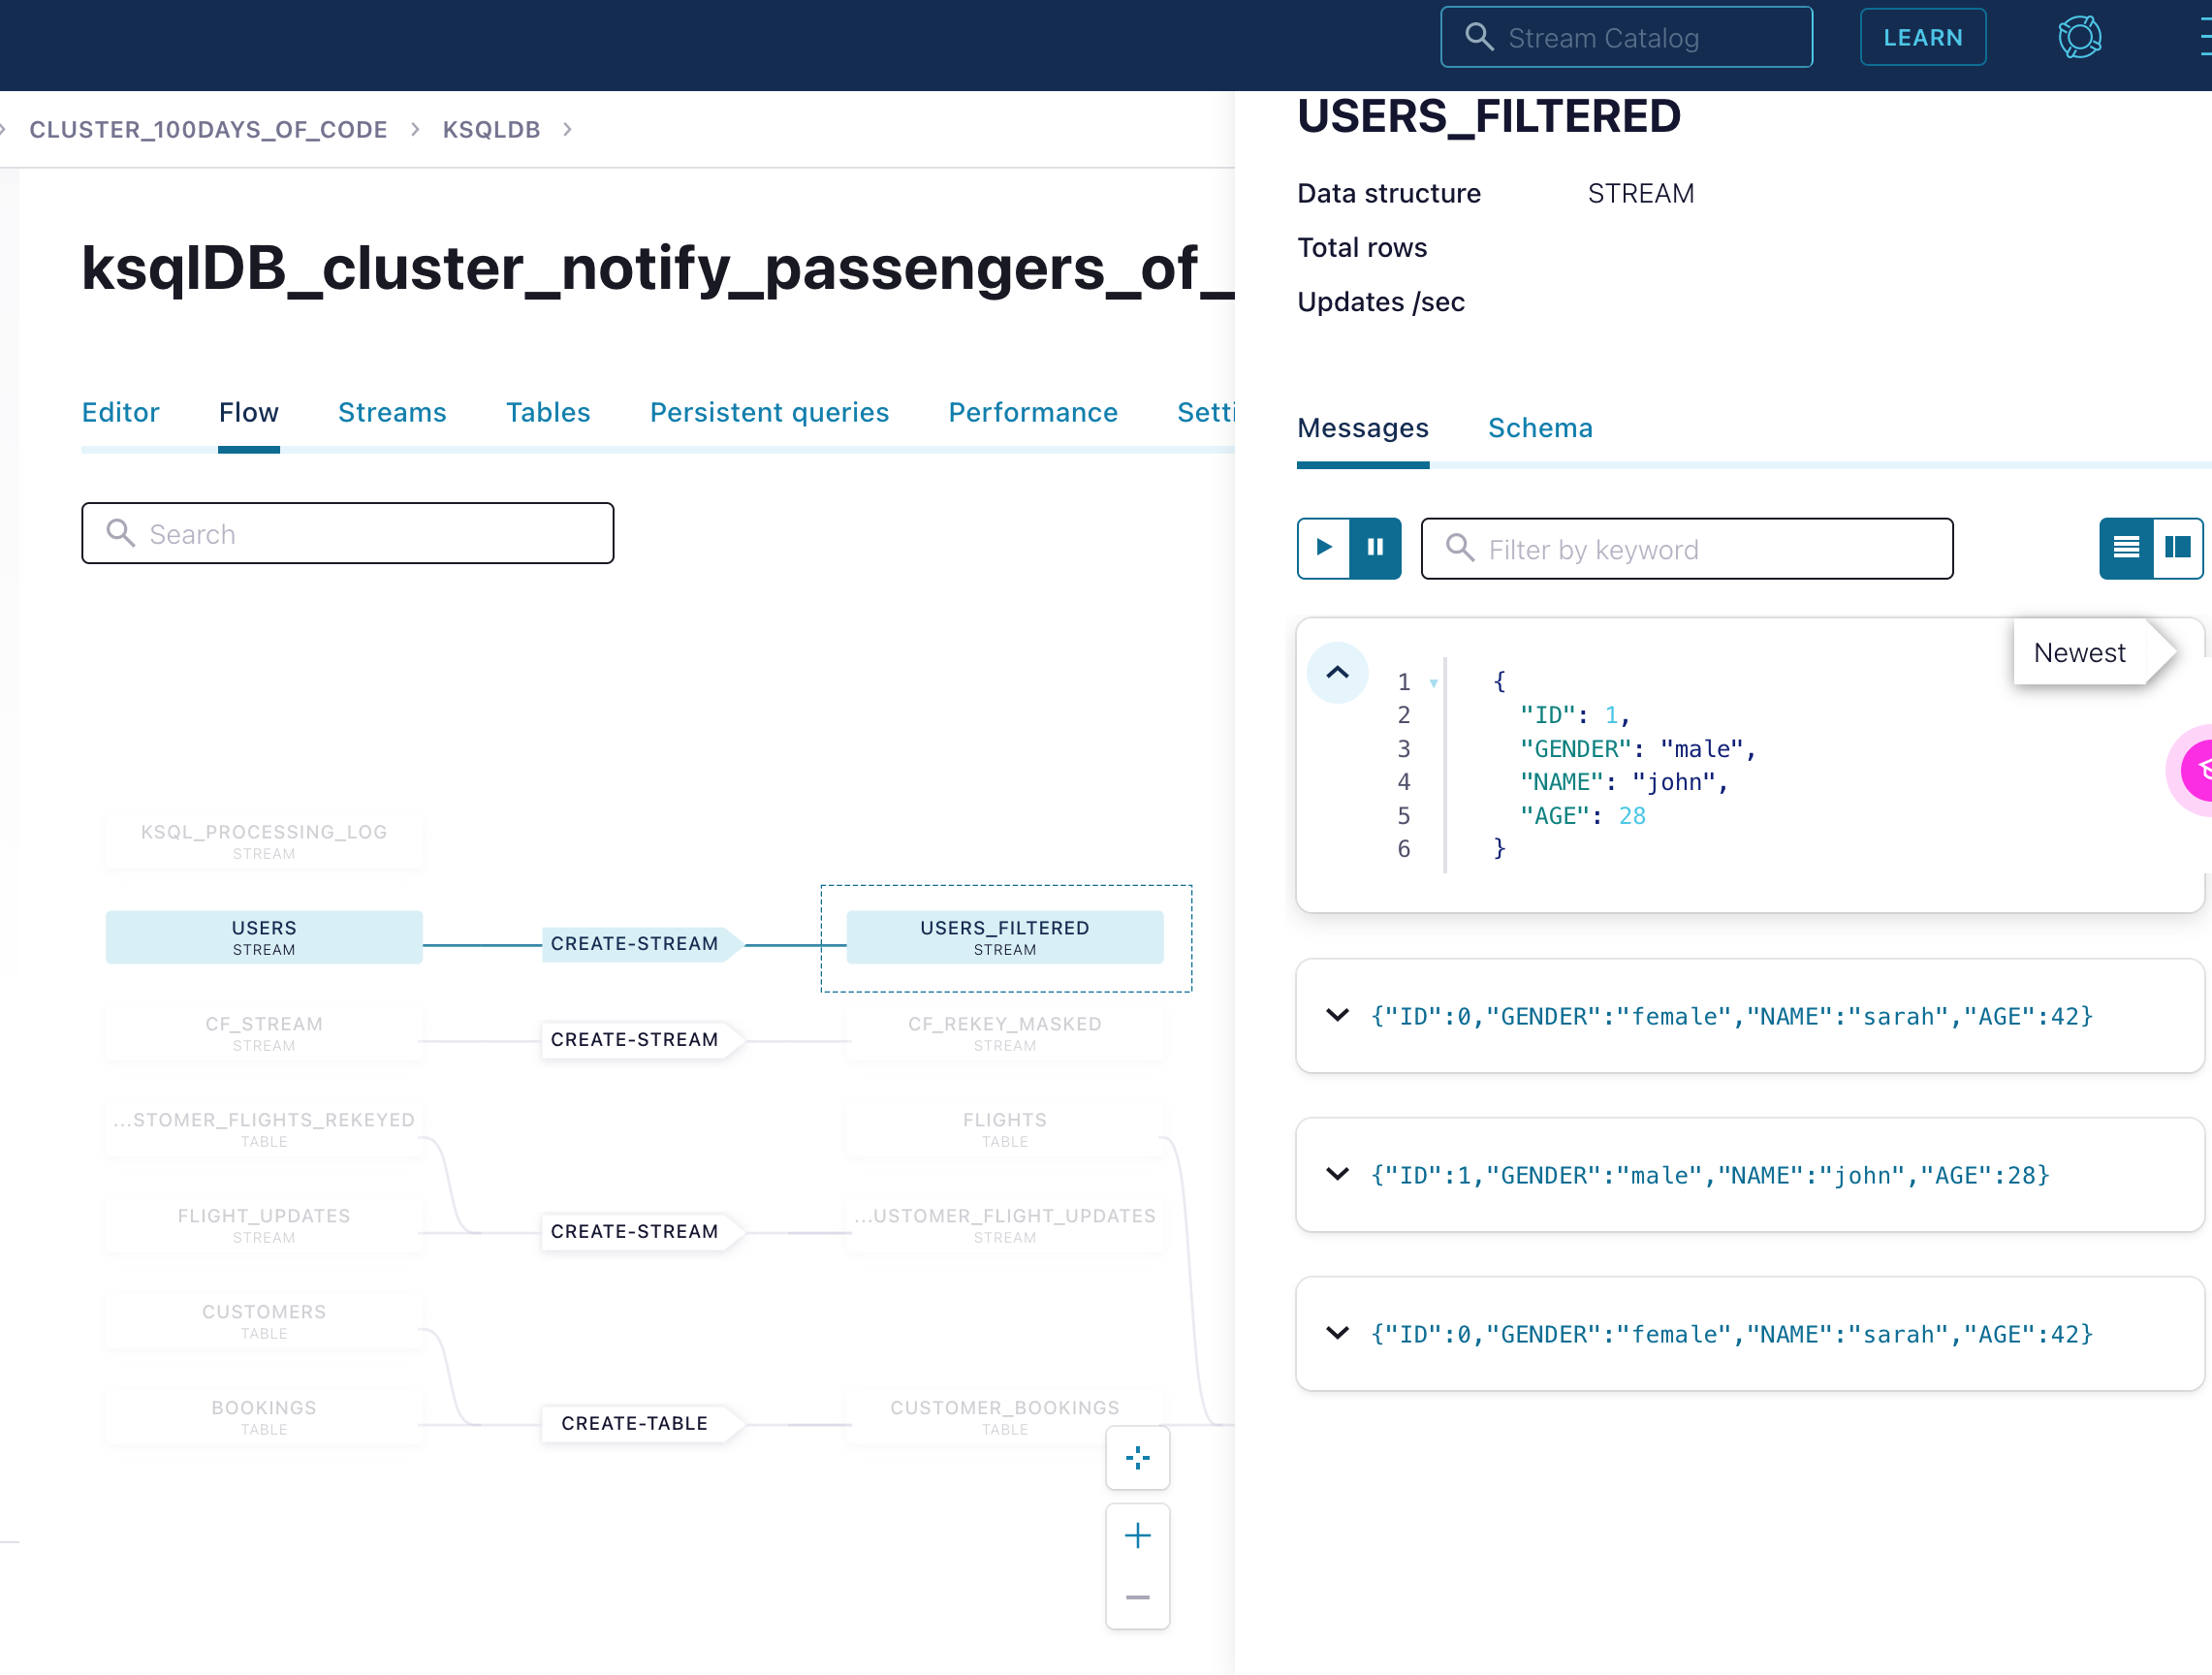 Stream Catalog
LEARN
CLUSTER_100DAYS_OF_CODE > KSQLDB >
ksqlDB_cluster_notify_passengers_of_
Editor Flow Streams Tables Persistent queries Performance Setti
Search
KSQL_PROCESSING_LOG
STREAM
USERS
STREAM
CREATE-STREAM
USERS_FILTERED
STREAM
CF_STREAM
STREAM
CREATE-STREAM
CF_REKEY_MASKED
STREAM
...STOMER_FLIGHTS_REKEYED
TABLE
FLIGHTS
TABLE
FLIGHT_UPDATES
STREAM
CREATE-STREAM
...USTOMER_FLIGHT_UPDATES
STREAM
CUSTOMERS
TABLE
BOOKINGS
TABLE
CREATE-TABLE
CUSTOMER_BOOKINGS
TABLE
USERS_FILTERED
Data structure STREAM
Total rows
Updates /sec
Messages Schema
Filter by keyword
Newest
1 {
2 "ID": 1,
3 "GENDER": "male",
4 "NAME": "john",
5 "AGE": 28
6 }
{"ID":0,"GENDER":"female","NAME":"sarah","AGE":42}
{"ID":1,"GENDER":"male","NAME":"john","AGE":28}
{"ID":0,"GENDER":"female","NAME":"sarah","AGE":42}